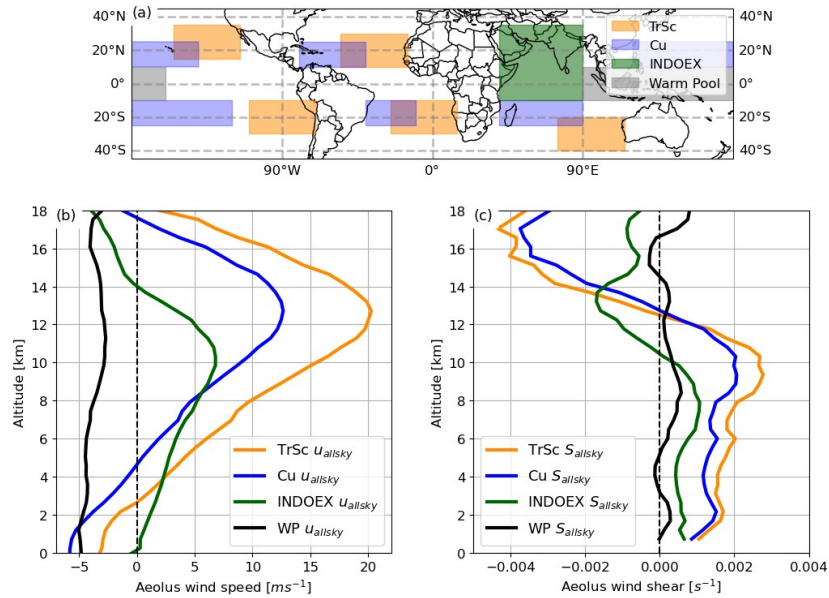 (a)
40°N 40°N
TrSc
20°N 20°N
Cu
INDOEX
0° 0°
Warm Pool
20°S 20°S
40°S 40°S
90°W 0° 90°E
(b)
18
16
14
12
10
8
6
4
2
0
Altitude [km]
TrSc u_allsky
Cu u_allsky
INDOEX u_allsky
WP u_allsky
−5 0 5 10 15 20
Aeolus wind speed [ms⁻¹]
(c)
18
16
14
12
10
8
6
4
2
0
Altitude [km]
TrSc S_allsky
Cu S_allsky
INDOEX S_allsky
WP S_allsky
−0.004 −0.002 0.000 0.002 0.004
Aeolus wind shear [s⁻¹]